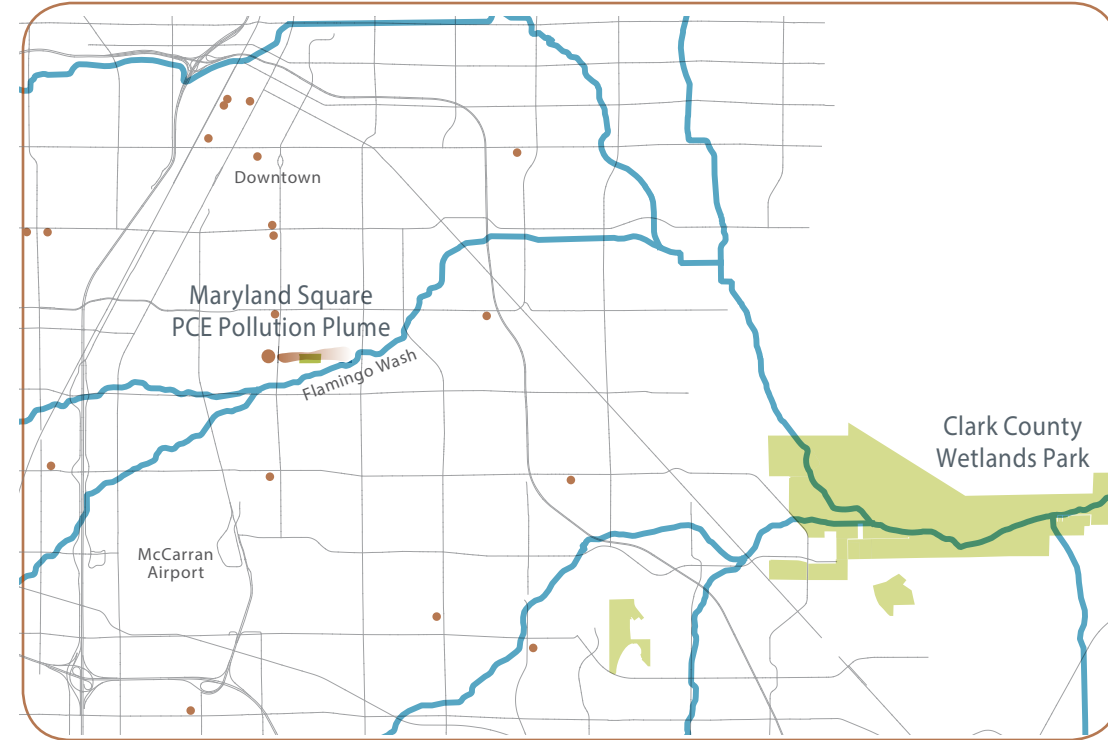 Downtown
Maryland Square
PCE Pollution Plume
Flamingo Wash
Clark County
Wetlands Park
McCarran
Airport